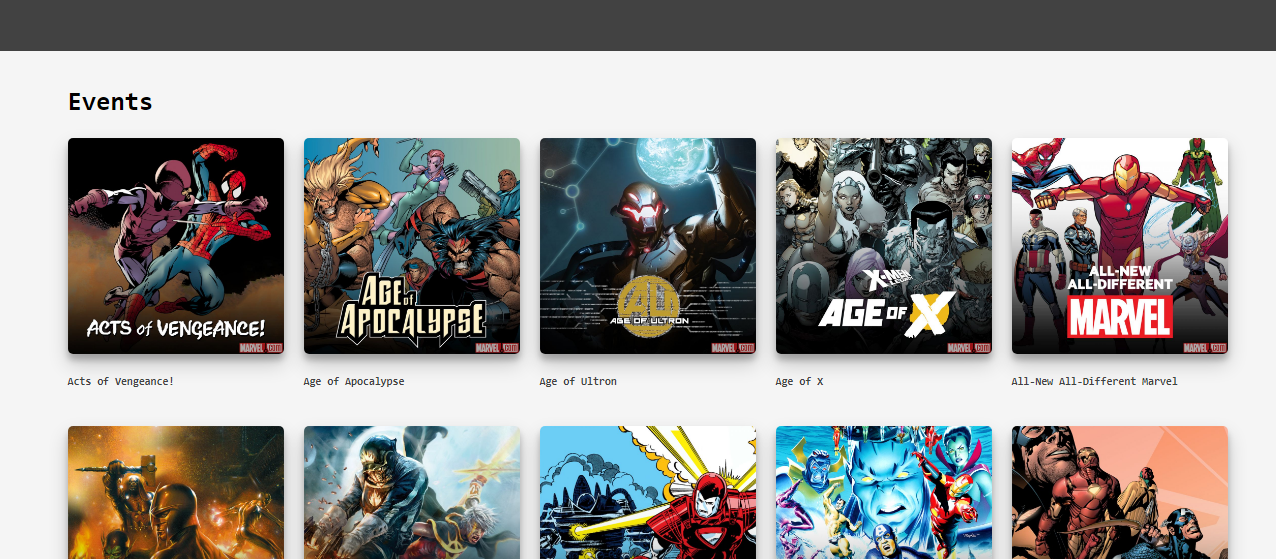 Events
ACTS of VENGEANCE!
MARVEL.com
AGE of
APOCALYPSE
MARVEL.com
AU
AGE OF ULTRON
MARVEL.com
X-MEN
AGE OF X
MARVEL.com
ALL-NEW
ALL-DIFFERENT
MARVEL
MARVEL.com
Acts of Vengeance!
Age of Apocalypse
Age of Ultron
Age of X
All-New All-Different Marvel